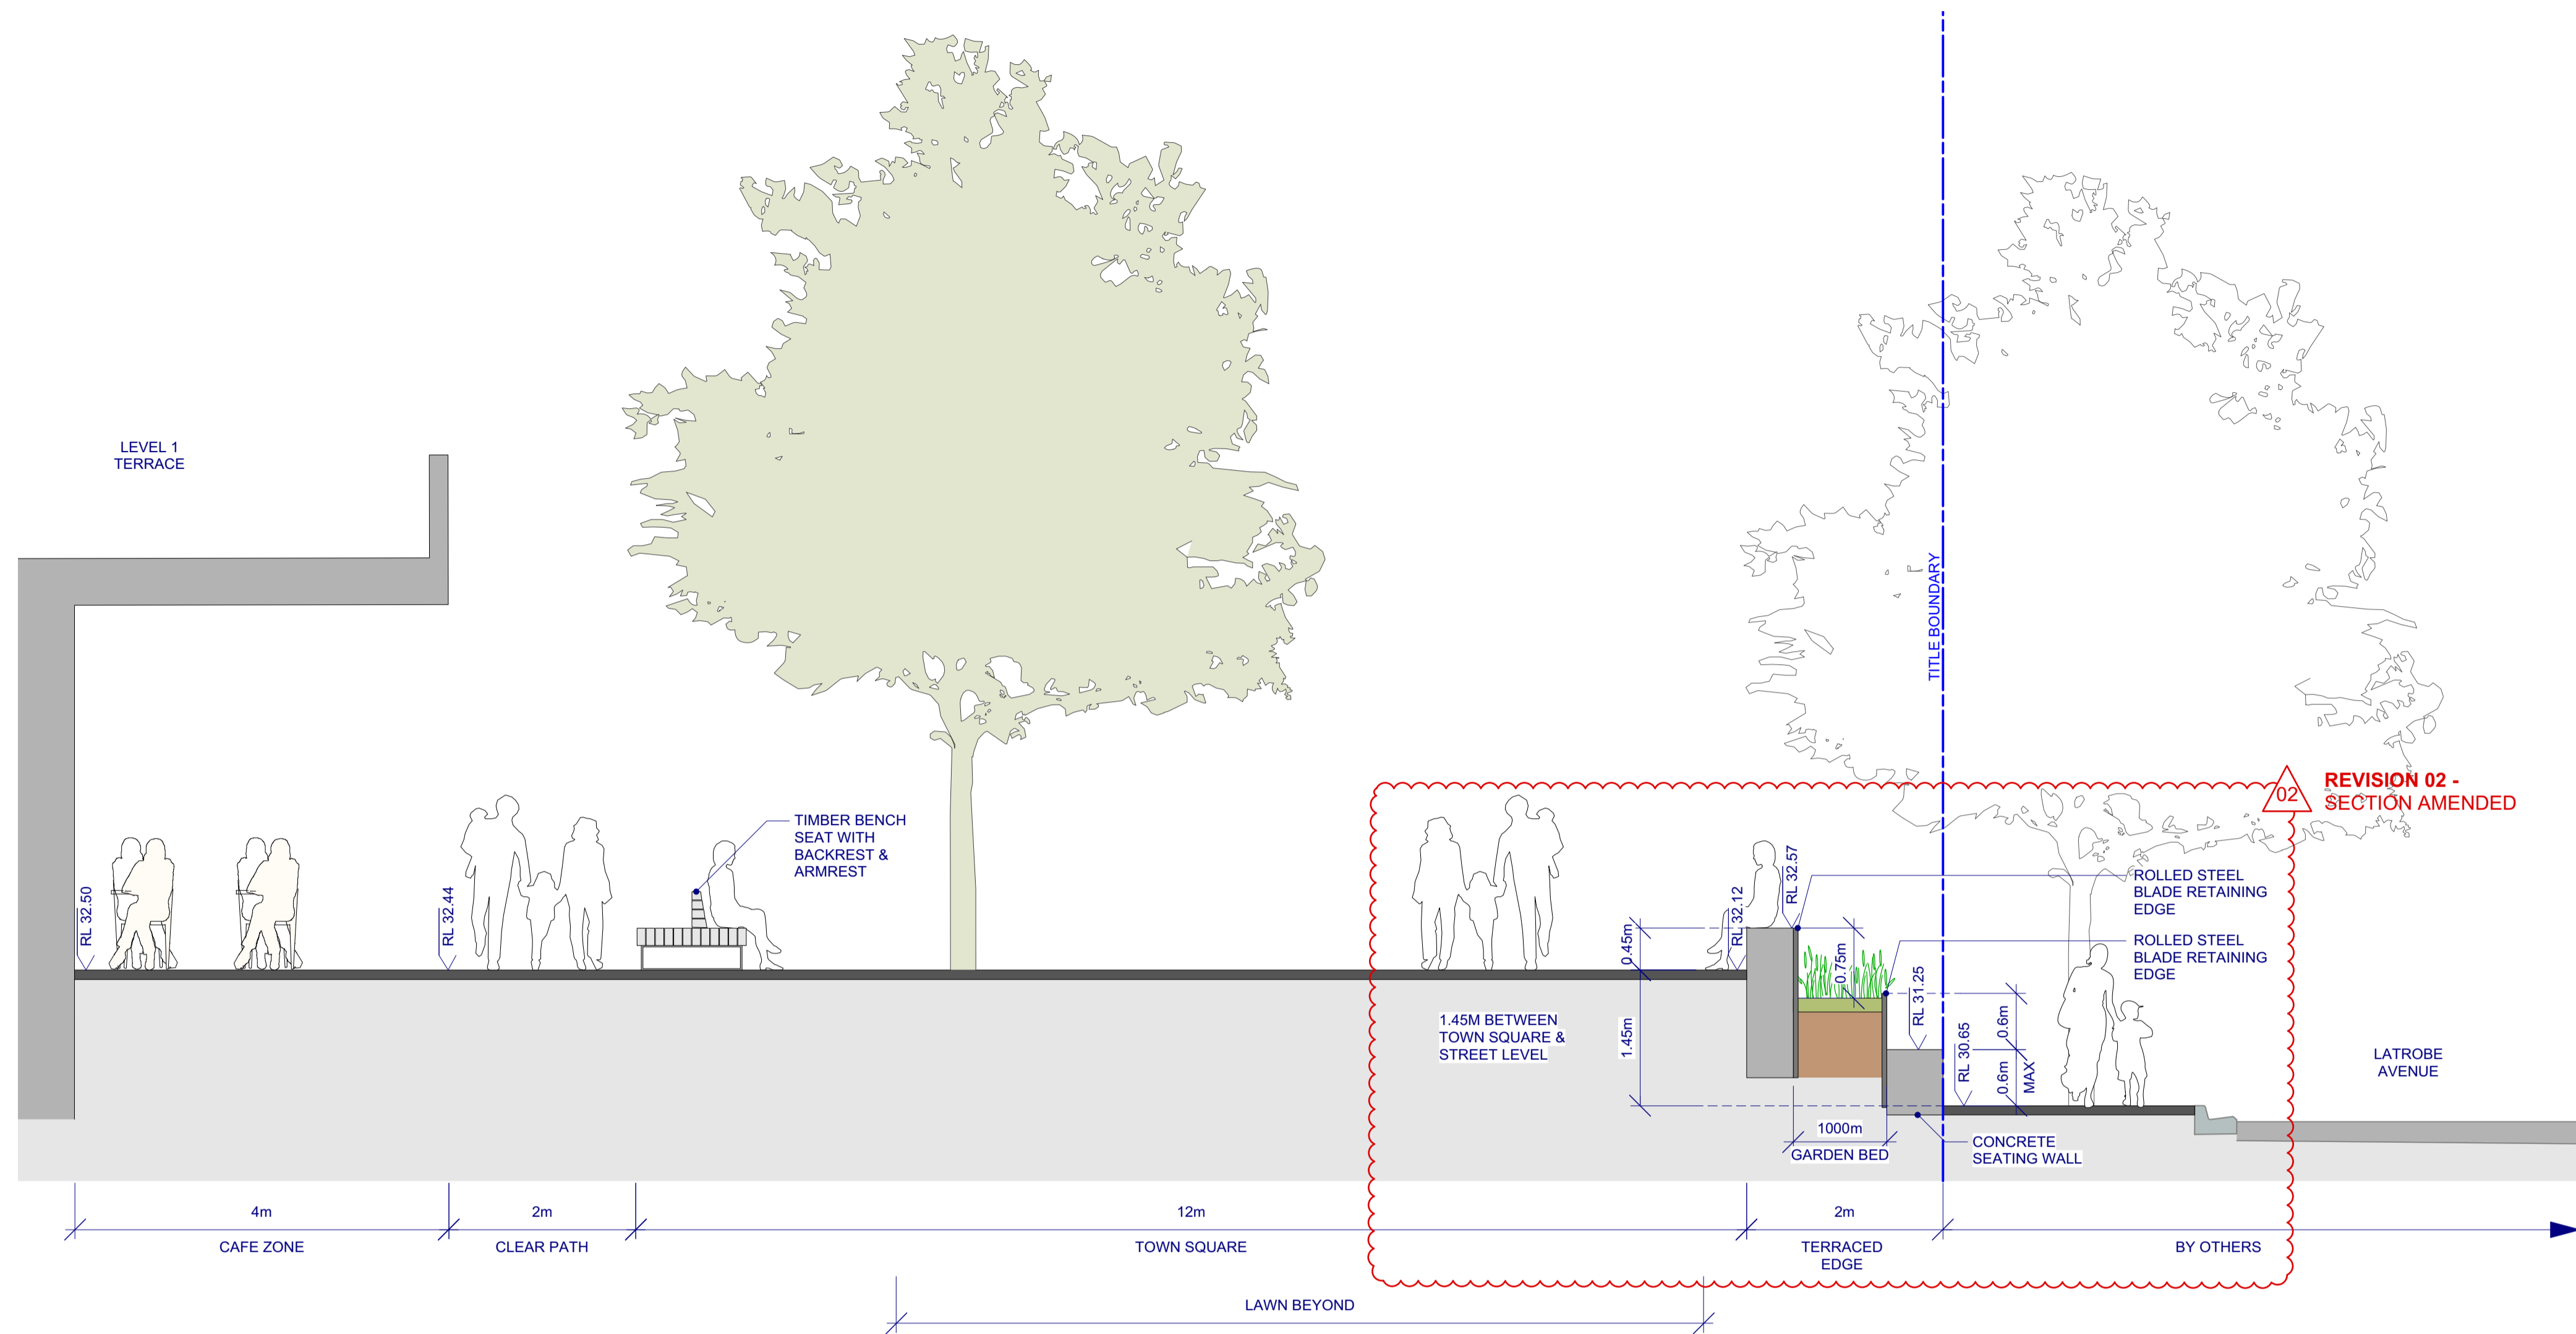 LEVEL 1
TERRACE
TITLE BOUNDARY
REVISION 02 -
SECTION AMENDED
02
TIMBER BENCH
SEAT WITH
BACKREST &
ARMREST
RL 32.50
RL 32.44
RL 32.12
RL 32.57
ROLLED STEEL
BLADE RETAINING
EDGE
ROLLED STEEL
BLADE RETAINING
EDGE
0.45m
0.75m
RL 31.25
1.45M BETWEEN
TOWN SQUARE &
STREET LEVEL
1.45m
RL 30.65
0.6m
0.6m
MAX
LATROBE
AVENUE
1000m
GARDEN BED
CONCRETE
SEATING WALL
4m
CAFE ZONE
2m
CLEAR PATH
12m
TOWN SQUARE
2m
TERRACED
EDGE
BY OTHERS
LAWN BEYOND